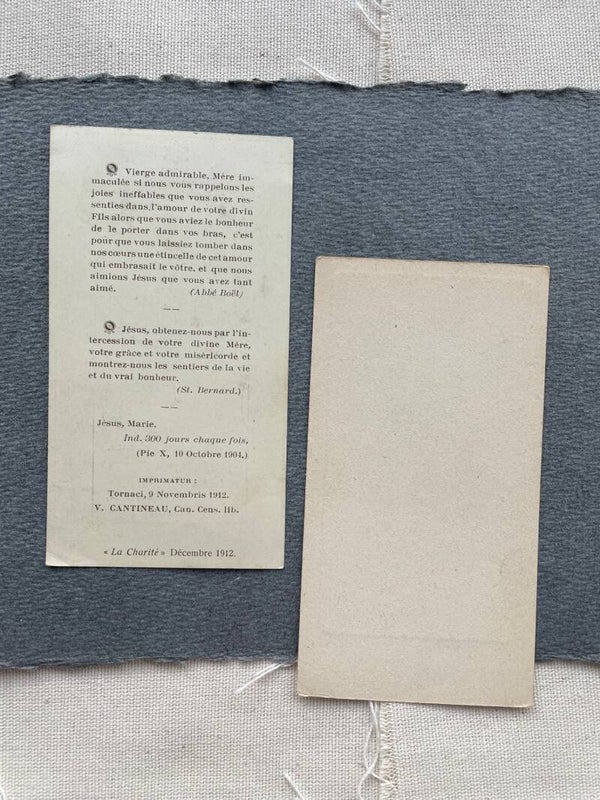 O Vierge admirable, Mère im-
maculée si nous vous rappelons les
joies ineffables que vous avez res-
senties dans l'amour de votre divin
Fils alors que vous aviez le bonheur
de le porter dans vos bras, c'est
pour que vous laissiez tomber dans
nos cœurs une étincelle de cet amour
qui embrasait le vôtre, et que nous
aimions Jésus que vous avez tant
aimé. (Abbé Boël)
O Jésus, obtenez-nous par l'in-
tercession de votre divine Mère,
votre grâce et votre miséricorde et
montrez-nous les sentiers de la vie
et du vrai bonheur.
(St. Bernard.)
Jésus, Marie.
Ind. 300 jours chaque fois,
(Pie X, 10 Octobre 1904.)
IMPRIMATUR :
Tornaci, 9 Novembris 1912.
V. CANTINEAU, Can. Cens. lib.
« La Charité » Décembre 1912.